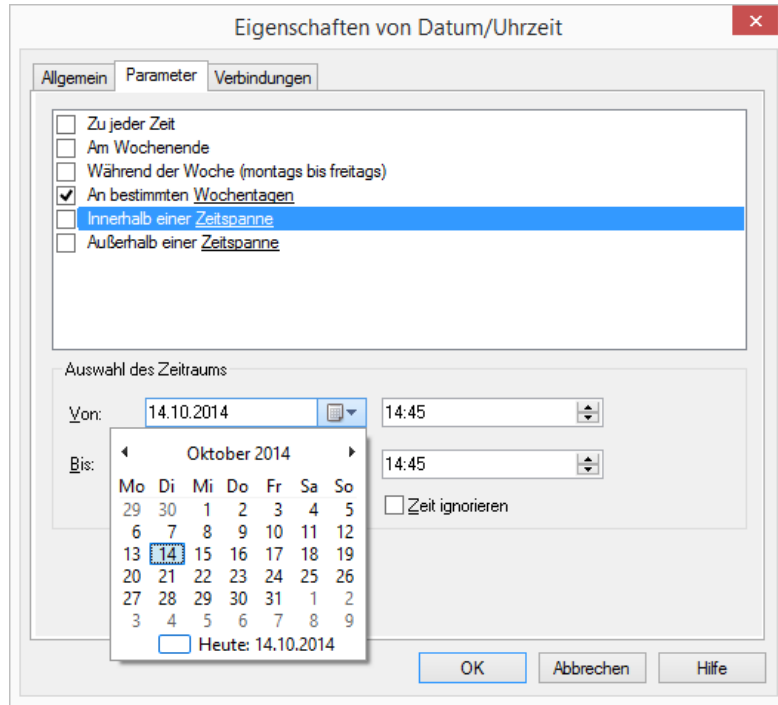 Eigenschaften von Datum/Uhrzeit
Allgemein Parameter Verbindungen
Zu jeder Zeit
Am Wochenende
Während der Woche (montags bis freitags)
An bestimmten Wochentagen
Innerhalb einer Zeitspanne
Außerhalb einer Zeitspanne
Auswahl des Zeitraums
Von: 14.10.2014 14:45
Bis: 14:45
Zeit ignorieren
Oktober 2014
Mo Di Mi Do Fr Sa So
29 30 1 2 3 4 5
6 7 8 9 10 11 12
13 14 15 16 17 18 19
20 21 22 23 24 25 26
27 28 29 30 31 1 2
3 4 5 6 7 8 9
Heute: 14.10.2014
OK Abbrechen Hilfe